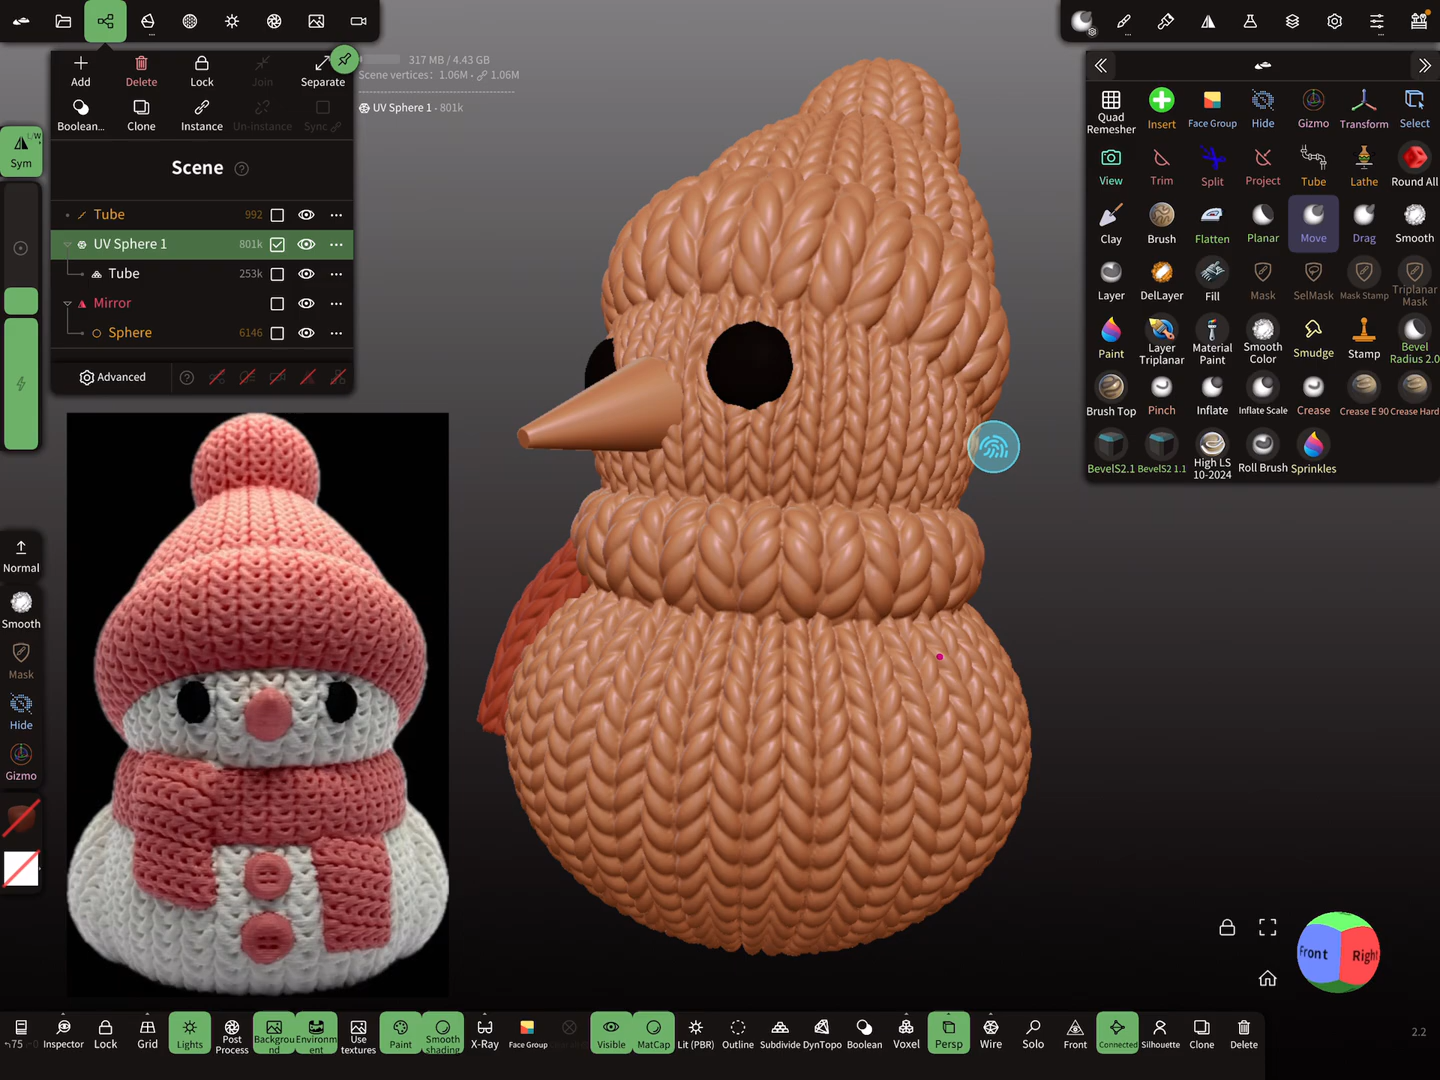 317 MB / 4.43 GB
Scene vertices: 1.06M • 1.06M
UV Sphere 1 - 801k
Add
Delete
Lock
Join
Separate
Boolean...
Clone
Instance
Un-instance
Sync
Scene
Tube 992
UV Sphere 1 801k
Tube 253k
Mirror
Sphere 6146
Advanced
Sym
Normal
Smooth
Mask
Hide
Gizmo
Quad Remesher
Insert
Face Group
Hide
Gizmo
Transform
Select
View
Trim
Split
Project
Tube
Lathe
Round All
Clay
Brush
Flatten
Planar
Move
Drag
Smooth
Layer
DelLayer
Fill
Mask
SelMask
Mask Stamp
Triplanar Mask
Paint
Layer Triplanar
Material Paint
Smooth Color
Smudge
Stamp
Bevel Radius 2.0
Brush Top
Pinch
Inflate
Inflate Scale
Crease
Crease E 90
Crease Hard
BevelS2.1
BevelS2 1.1
High LS 10-2024
Roll Brush
Sprinkles
Front
Right
Inspector
Lock
Grid
Lights
Post Process
Background
Environment
Use textures
Paint
Smooth shading
X-Ray
Face Group
Visible
MatCap
Lit (PBR)
Outline
Subdivide
DynTopo
Boolean
Voxel
Persp
Wire
Solo
Front
Connected
Silhouette
Clone
Delete
2.2